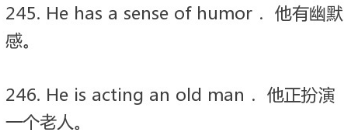 245. He has a sense of humor． 他有幽默
感。
246. He is acting an old man． 他正扮演
一个老人。